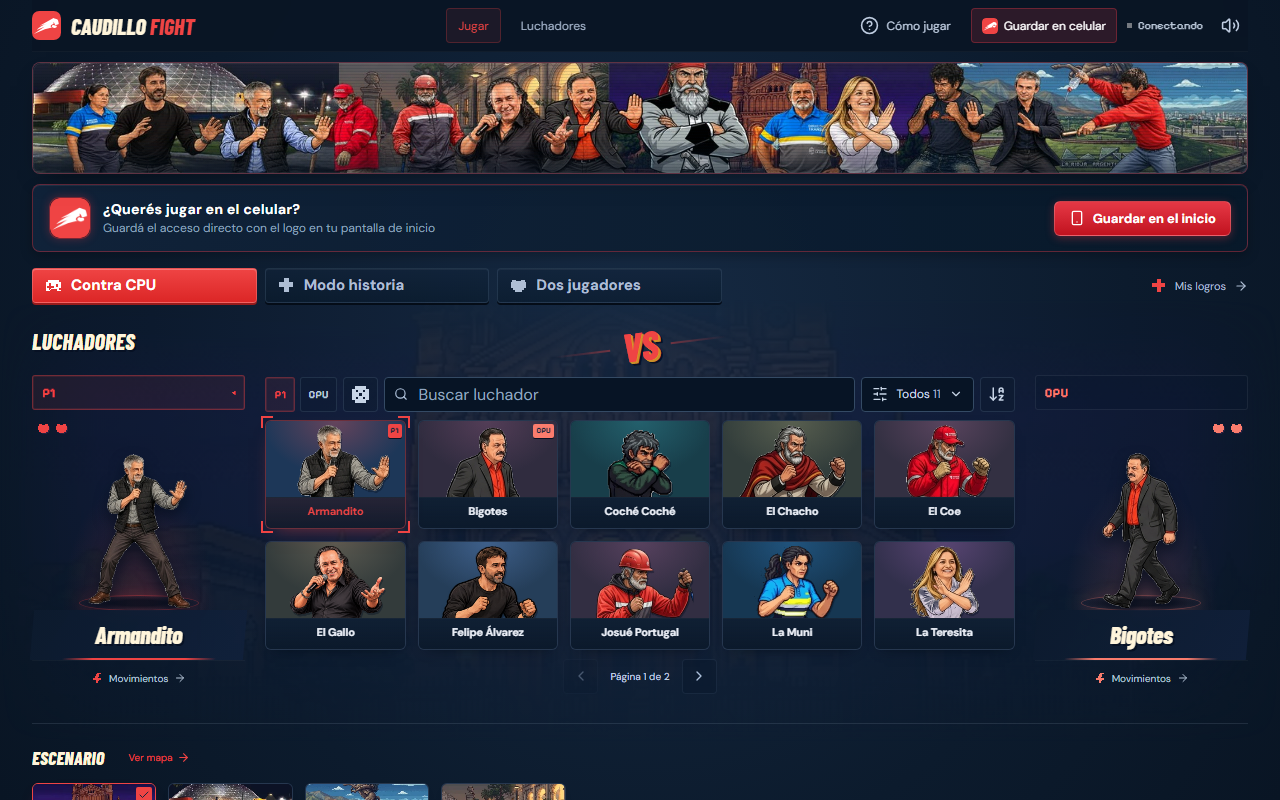 CAUDILLO FIGHT
Jugar
Luchadores
Cómo jugar
Guardar en celular
Conectando
LA RIOJA, ARGENTINA
¿Querés jugar en el celular?
Guardá el acceso directo con el logo en tu pantalla de inicio
Guardar en el inicio
Contra CPU
Modo historia
Dos jugadores
Mis logros
LUCHADORES
VS
P1
P1
CPU
Buscar luchador
Todos 11
A
Z
CPU
P1
CPU
Armandito
Bigotes
Coché Coché
El Chacho
El Coe
El Gallo
Felipe Álvarez
Josué Portugal
La Muni
La Teresita
Armandito
Movimientos
Bigotes
Movimientos
Página 1 de 2
ESCENARIO
Ver mapa